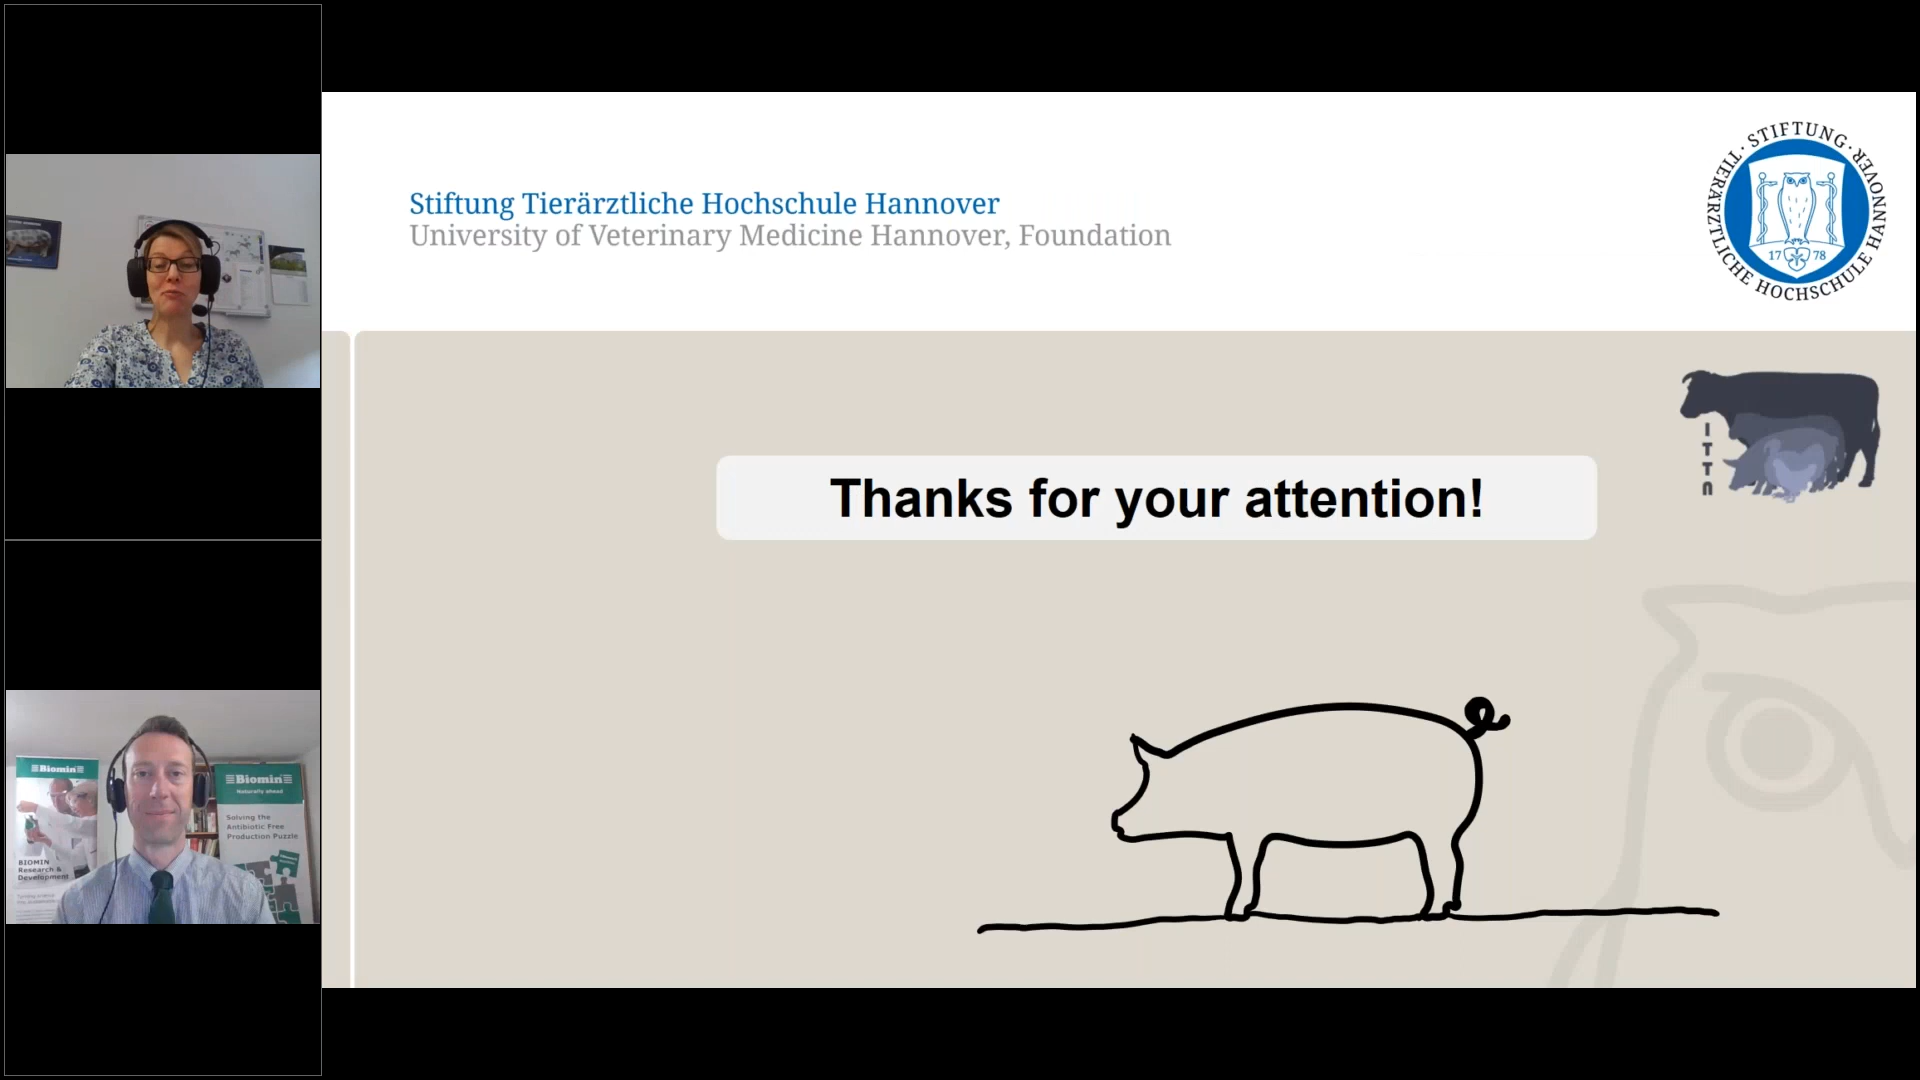 Stiftung Tierärztliche Hochschule Hannover
University of Veterinary Medicine Hannover, Foundation
· STIFTUNG · TIERÄRZTLICHE HOCHSCHULE HANNOVER
17 78
ITTN
Thanks for your attention!
Biomin
BIOMIN
Research &
Development
Biomin
Naturally ahead
Solving the
Antibiotic Free
Production Puzzle